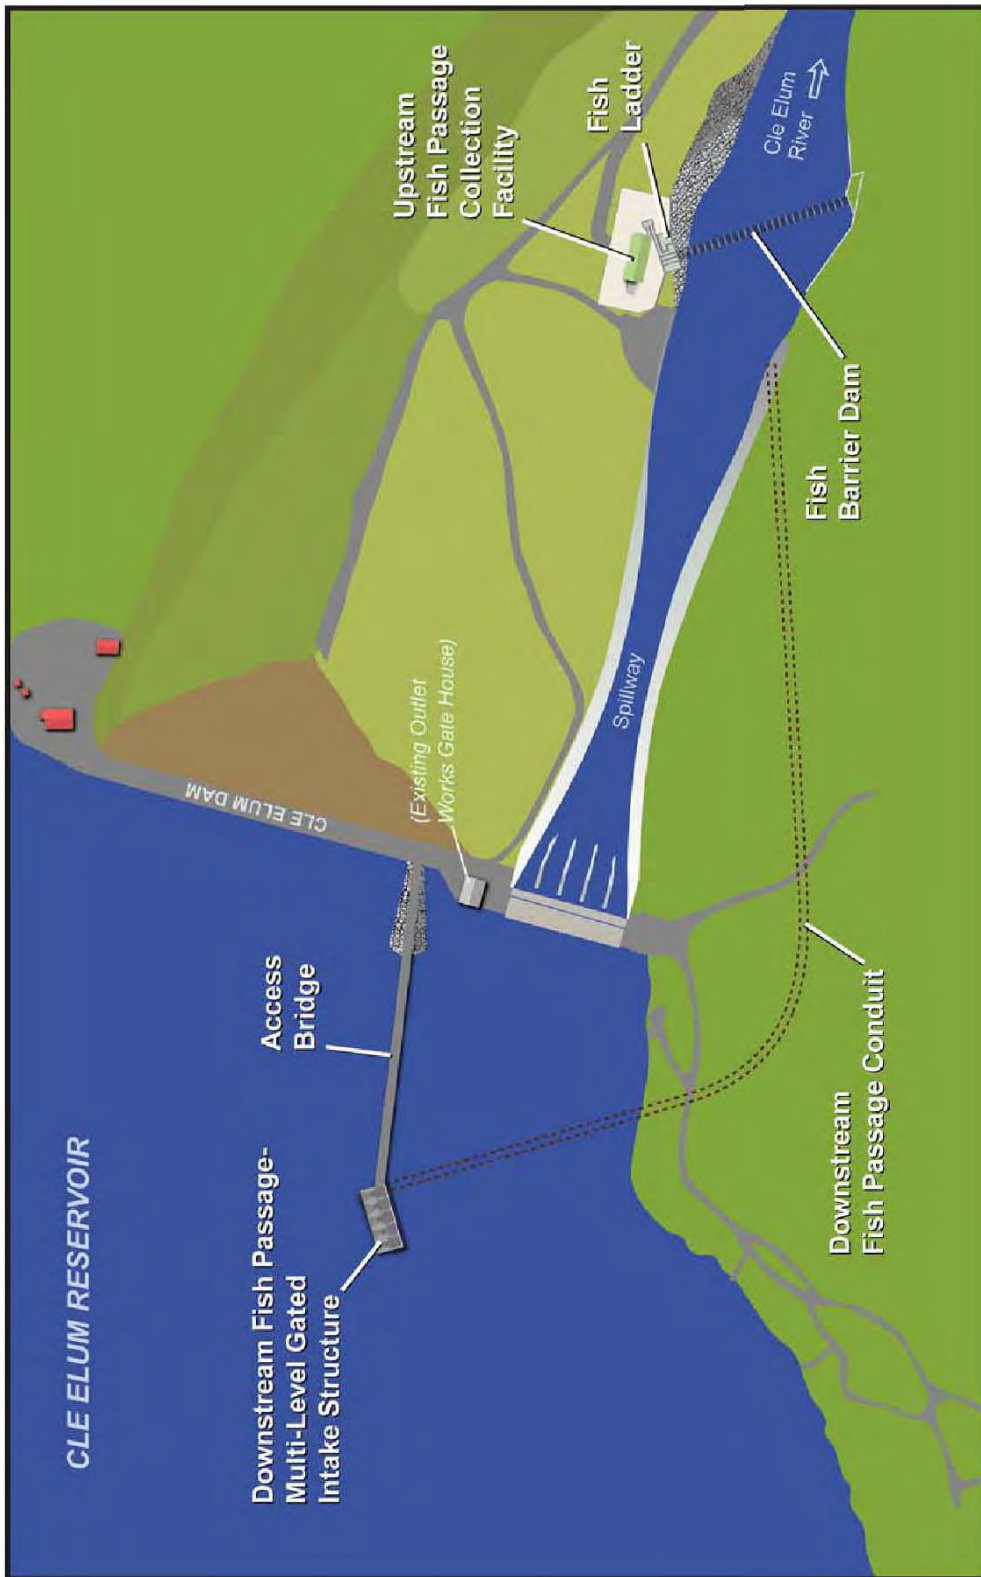 CLE ELUM RESERVOIR
Downstream Fish Passage-
Multi-Level Gated
Intake Structure
Access
Bridge
CLE ELUM DAM
(Existing Outlet
Works Gate House)
Upstream
Fish Passage
Collection
Facility
Fish
Ladder
Spillway
Cle Elum
River
Downstream
Fish Passage Conduit
Fish
Barrier Dam